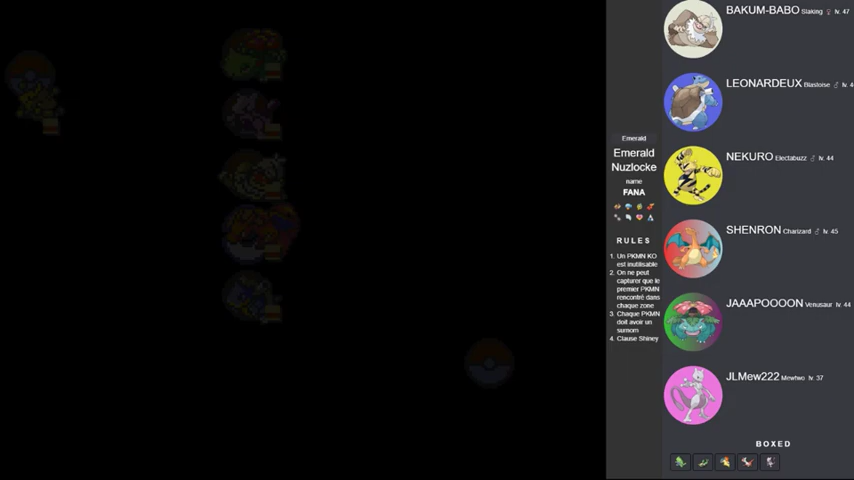 BAKUM-BABO Slaking ♀ lv. 47
LEONARDEUX Blastoise ♂ lv. 4
NEKURO Electabuzz ♂ lv. 44
SHENRON Charizard ♂ lv. 45
JAAAPOOOON Venusaur lv. 44
JLMew222 Mewtwo lv. 37
BOXED
Emerald
Emerald
Nuzlocke
name
FANA
RULES
1. Un PKMN KO
est inutilisable
2. On ne peut
capturer que le
premier PKMN
rencontré dans
chaque zone
3. Chaque PKMN
doit avoir un
surnom
4. Clause Shiney